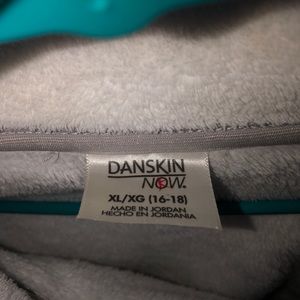 DANSKIN
NOW.
XL/XG (16-18)
MADE IN JORDAN
HECHO EN JORDANIA